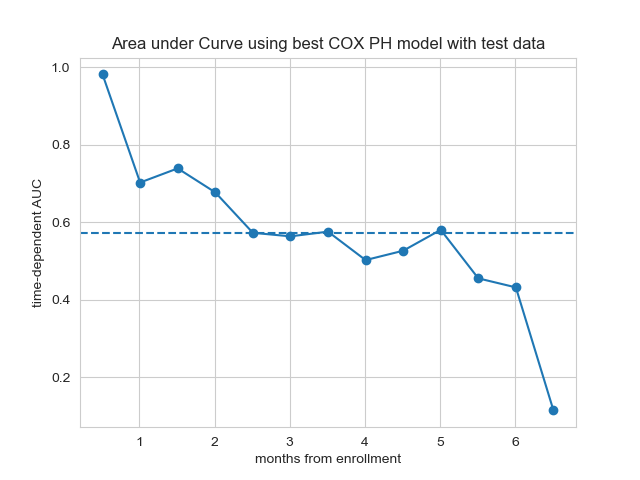 Area under Curve using best COX PH model with test data
time-dependent AUC
1.0
0.8
0.6
0.4
0.2
1 2 3 4 5 6
months from enrollment